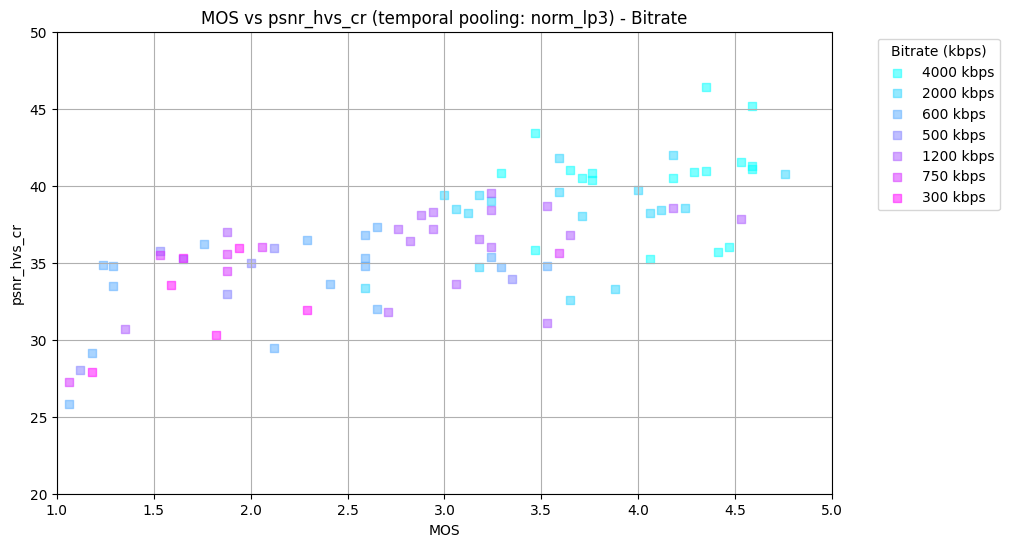 MOS vs psnr_hvs_cr (temporal pooling: norm_lp3) - Bitrate
50
45
40
35
30
25
20
psnr_hvs_cr
1.0 1.5 2.0 2.5 3.0 3.5 4.0 4.5 5.0
MOS
Bitrate (kbps)
4000 kbps
2000 kbps
600 kbps
500 kbps
1200 kbps
750 kbps
300 kbps